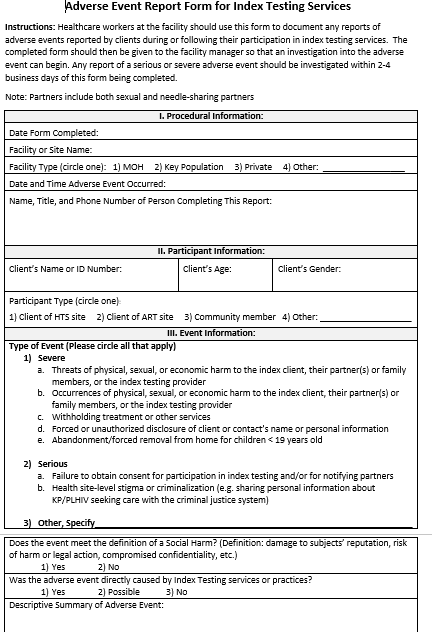 Adverse Event Report Form for Index Testing Services
Instructions: Healthcare workers at the facility should use this form to document any reports of
adverse events reported by clients during or following their participation in index testing services. The
completed form should then be given to the facility manager so that an investigation into the adverse
event can begin. Any report of a serious or severe adverse event should be investigated within 2-4
business days of this form being completed.
Note: Partners include both sexual and needle-sharing partners
I. Procedural Information:
Date Form Completed:
Facility or Site Name:
Facility Type (circle one): 1) MOH 2) Key Population 3) Private 4) Other: ______________
Date and Time Adverse Event Occurred:
Name, Title, and Phone Number of Person Completing This Report:
II. Participant Information:
Client's Name or ID Number: Client's Age: Client's Gender:
Participant Type (circle one):
1) Client of HTS site 2) Client of ART site 3) Community member 4) Other: ______________
III. Event Information:
Type of Event (Please circle all that apply)
1) Severe
a. Threats of physical, sexual, or economic harm to the index client, their partner(s) or family
members, or the index testing provider
b. Occurrences of physical, sexual, or economic harm to the index client, their partner(s) or
family members, or the index testing provider
c. Withholding treatment or other services
d. Forced or unauthorized disclosure of client or contact's name or personal information
e. Abandonment/forced removal from home for children < 19 years old
2) Serious
a. Failure to obtain consent for participation in index testing and/or for notifying partners
b. Health site-level stigma or criminalization (e.g. sharing personal information about
KP/PLHIV seeking care with the criminal justice system)
3) Other, Specify______________
Does the event meet the definition of a Social Harm? (Definition: damage to subjects' reputation, risk
of harm or legal action, compromised confidentiality, etc.)
1) Yes 2) No
Was the adverse event directly caused by Index Testing services or practices?
1) Yes 2) Possible 3) No
Descriptive Summary of Adverse Event: